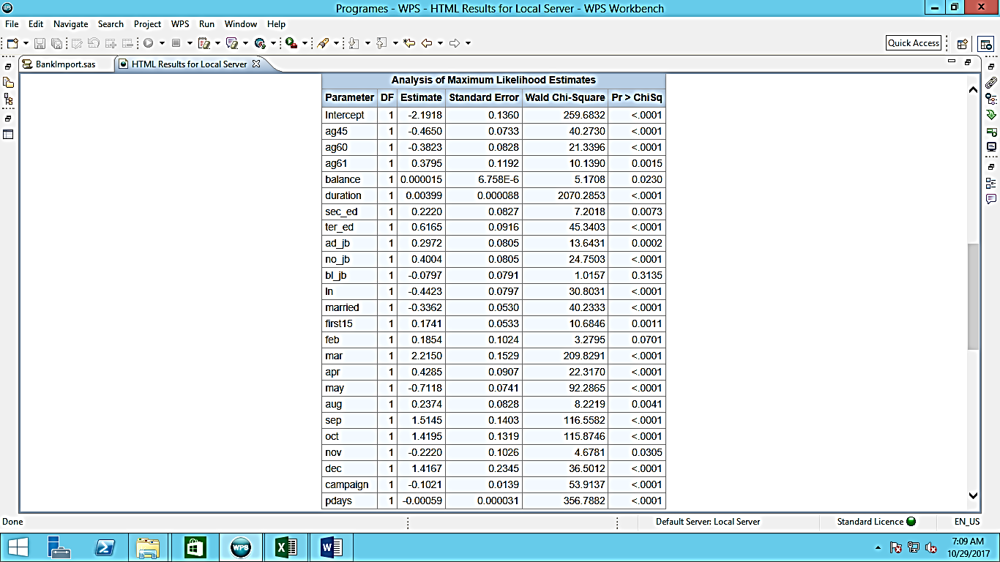 Programes - WPS - HTML Results for Local Server - WPS Workbench
File Edit Navigate Search Project WPS Run Window Help
Quick Access
BankImport.sas HTML Results for Local Server
Analysis of Maximum Likelihood Estimates
Parameter DF Estimate Standard Error Wald Chi-Square Pr > ChiSq
Intercept 1 -2.1918 0.1360 259.6832 <.0001
ag45 1 -0.4650 0.0733 40.2730 <.0001
ag60 1 -0.3823 0.0828 21.3396 <.0001
ag61 1 0.3795 0.1192 10.1390 0.0015
balance 1 0.000015 6.758E-6 5.1708 0.0230
duration 1 0.00399 0.000088 2070.2853 <.0001
sec_ed 1 0.2220 0.0827 7.2018 0.0073
ter_ed 1 0.6165 0.0916 45.3403 <.0001
ad_jb 1 0.2972 0.0805 13.6431 0.0002
no_jb 1 0.4004 0.0805 24.7503 <.0001
bl_jb 1 -0.0797 0.0791 1.0157 0.3135
ln 1 -0.4423 0.0797 30.8031 <.0001
married 1 -0.3362 0.0530 40.2333 <.0001
first15 1 0.1741 0.0533 10.6846 0.0011
feb 1 0.1854 0.1024 3.2795 0.0701
mar 1 2.2150 0.1529 209.8291 <.0001
apr 1 0.4285 0.0907 22.3170 <.0001
may 1 -0.7118 0.0741 92.2865 <.0001
aug 1 0.2374 0.0828 8.2219 0.0041
sep 1 1.5145 0.1403 116.5582 <.0001
oct 1 1.4195 0.1319 115.8746 <.0001
nov 1 -0.2220 0.1026 4.6781 0.0305
dec 1 1.4167 0.2345 36.5012 <.0001
campaign 1 -0.1021 0.0139 53.9137 <.0001
pdays 1 -0.00059 0.000031 356.7882 <.0001
Done Default Server: Local Server Standard Licence EN_US
WPS
7:09 AM
10/29/2017